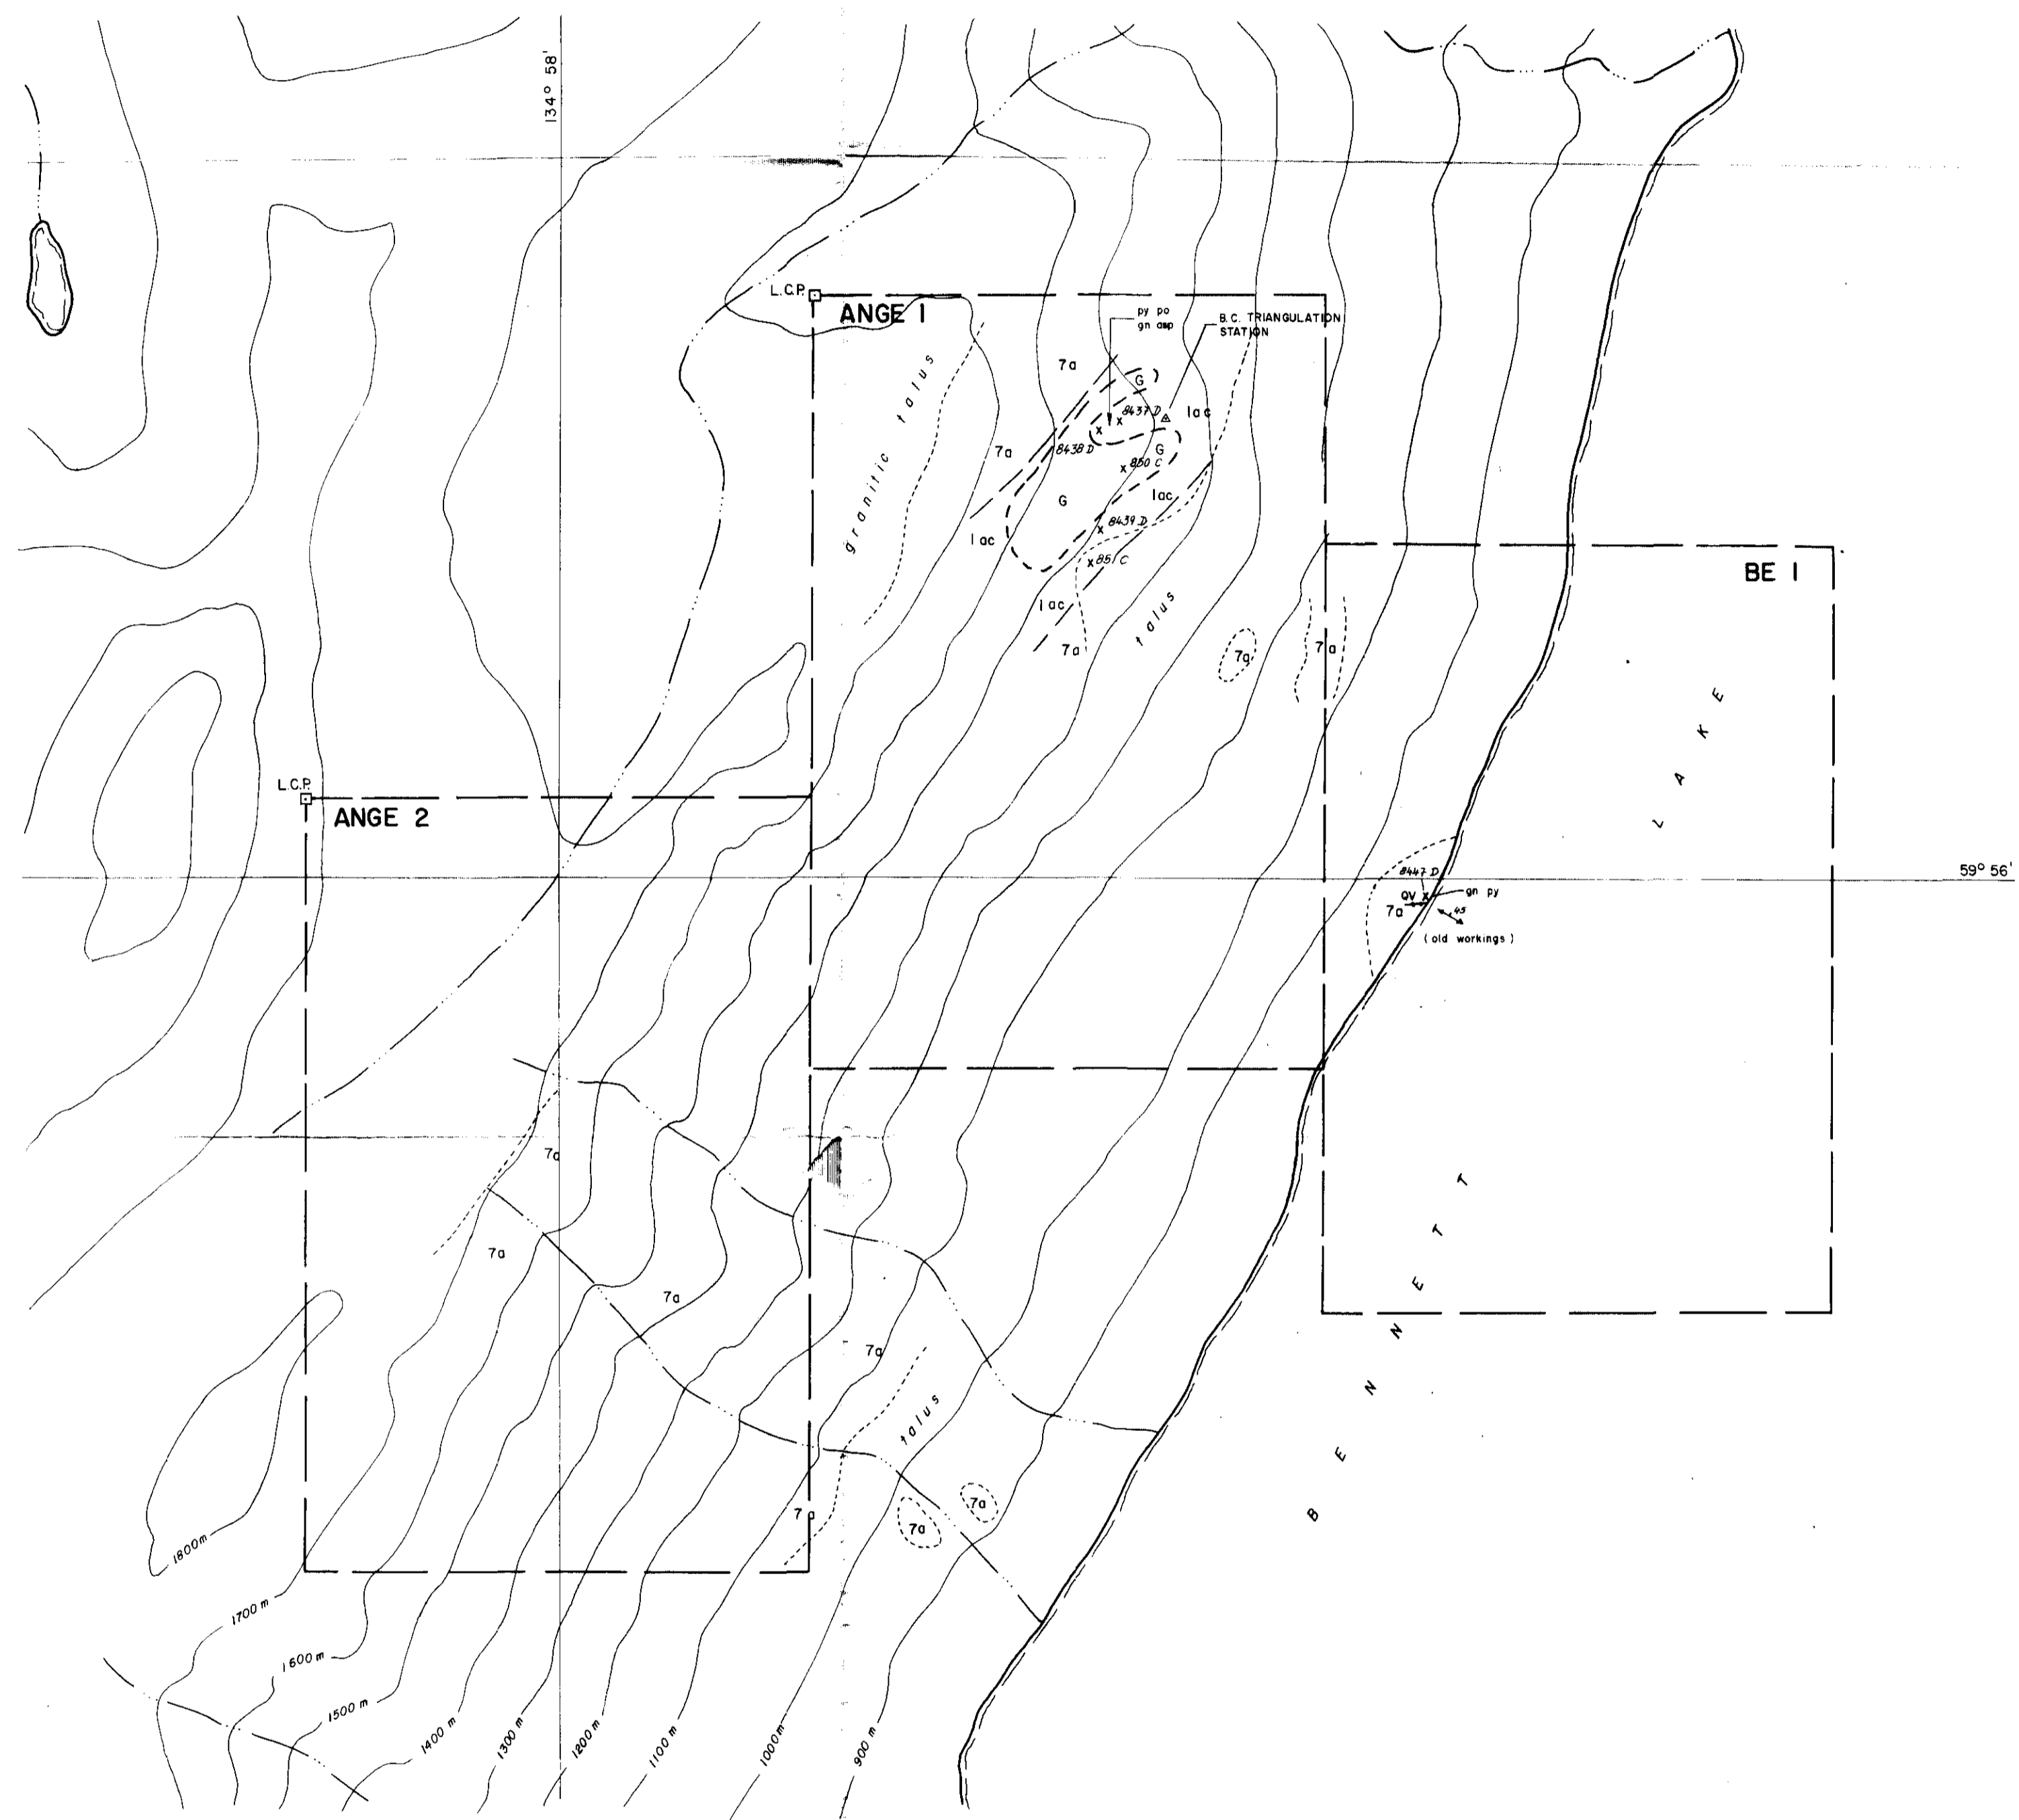 134° 58'
L.C.P.
ANGE 1
py po
gn asp
B.C. TRIANGULATION
STATION
granitic talus
7a
G
8437 D
1ac
7a
8438 D
G
850 C
G
1ac
8439 D
1ac
851 C
BE 1
1ac
talus
7a
7a
7a
LAKE
L.C.P.
ANGE 2
59° 56'
8447 D
QV
gn py
7a
45
(old workings)
7a
7a
7a
7a
talus
7a
7a
7a
BENNETT
1800 m
1700 m
1600 m
1500 m
1400 m
1300 m
1200 m
1100 m
1000 m
900 m